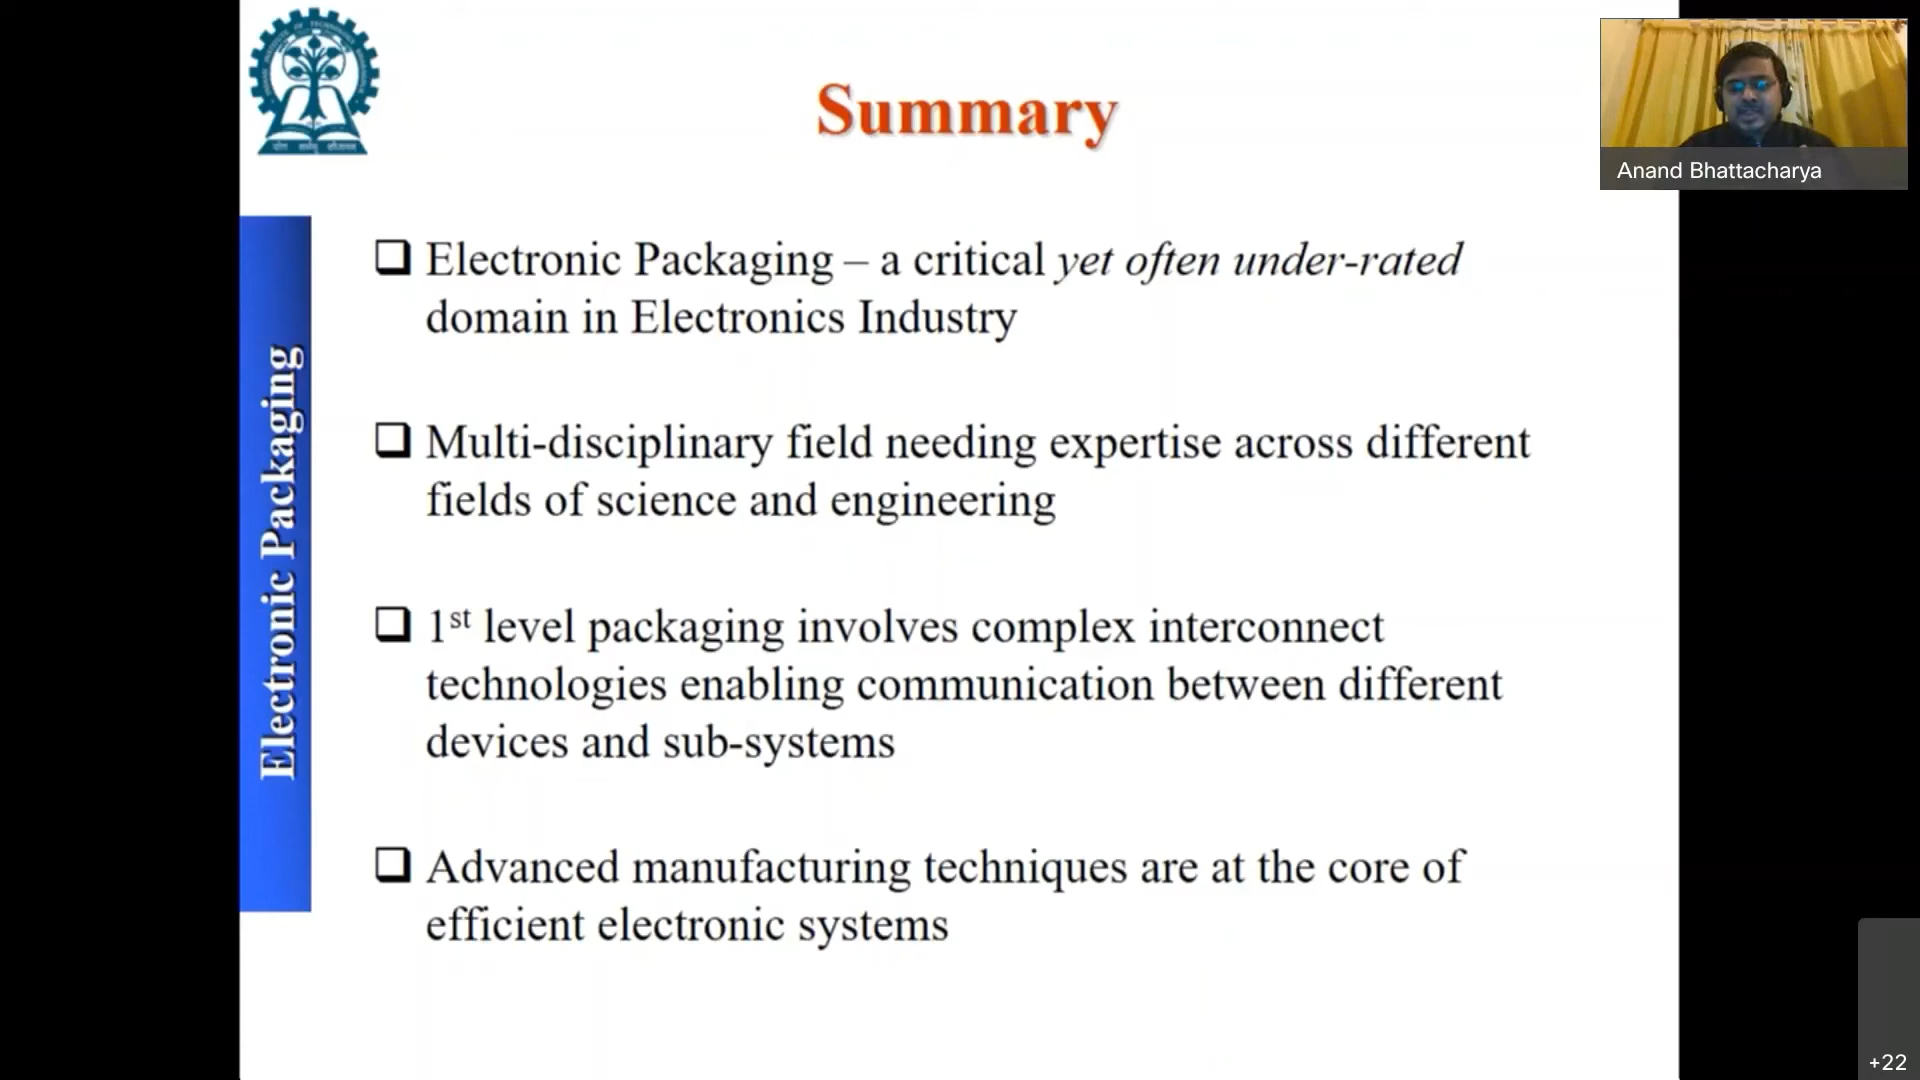 Summary
Anand Bhattacharya
Electronic Packaging
❑ Electronic Packaging – a critical yet often under-rated
domain in Electronics Industry
❑ Multi-disciplinary field needing expertise across different
fields of science and engineering
❑ 1st level packaging involves complex interconnect
technologies enabling communication between different
devices and sub-systems
❑ Advanced manufacturing techniques are at the core of
efficient electronic systems
+22